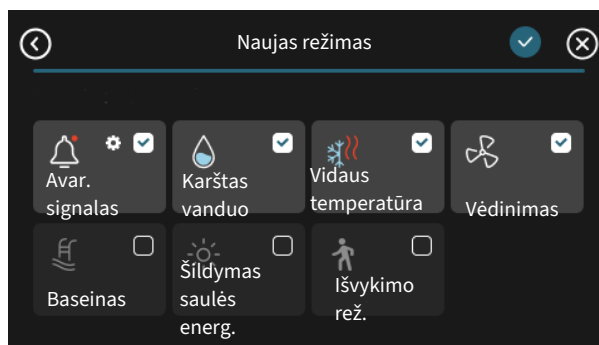 Naujas režimas
Avar.
signalas
Karštas
vanduo
Vidaus
temperatūra
Vėdinimas
Baseinas
Šildymas
saulės
energ.
Išvykimo
rež.